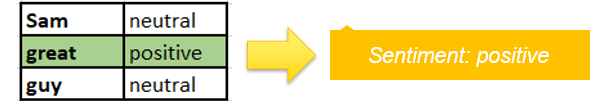 Sam neutral
great positive
guy neutral
Sentiment: positive